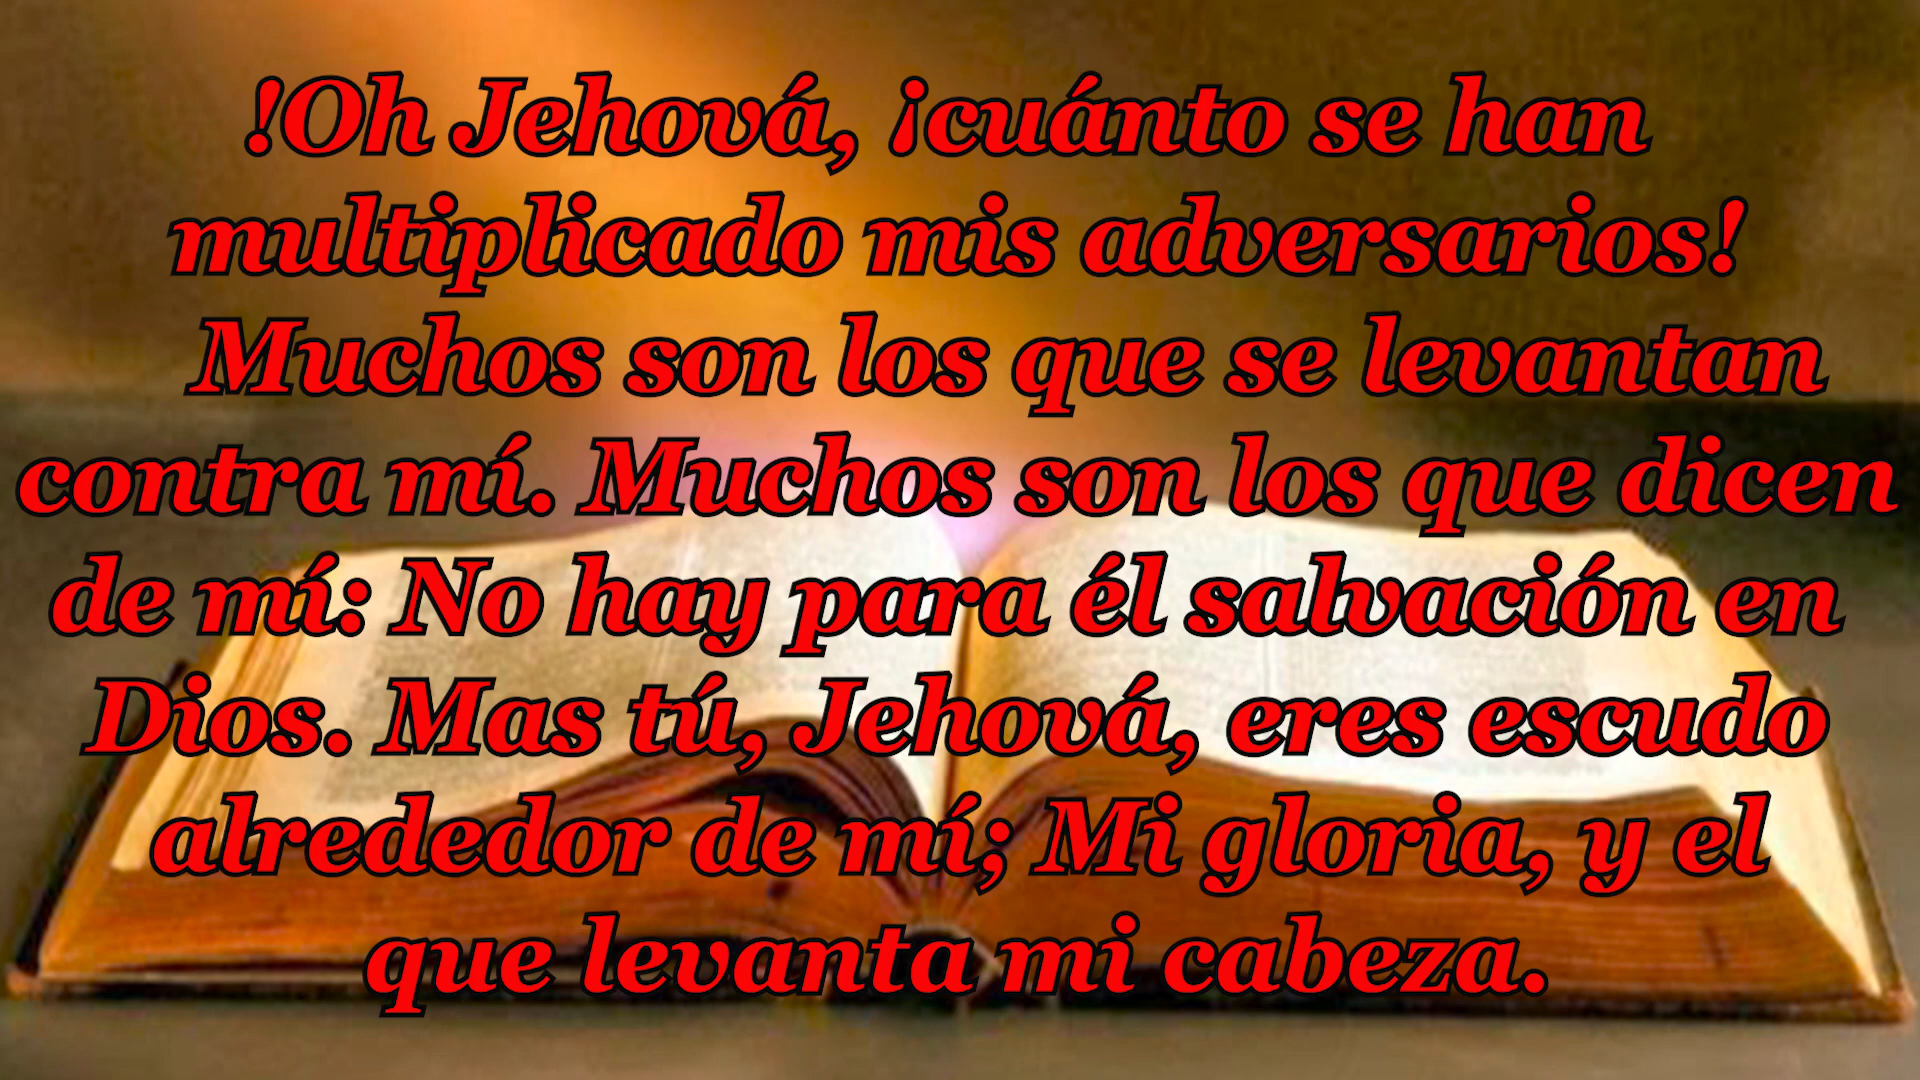 !Oh Jehová, ¡cuánto se han
multiplicado mis adversarios!
Muchos son los que se levantan
contra mí. Muchos son los que dicen
de mí: No hay para él salvación en
Dios. Mas tú, Jehová, eres escudo
alrededor de mí; Mi gloria, y el
que levanta mi cabeza.